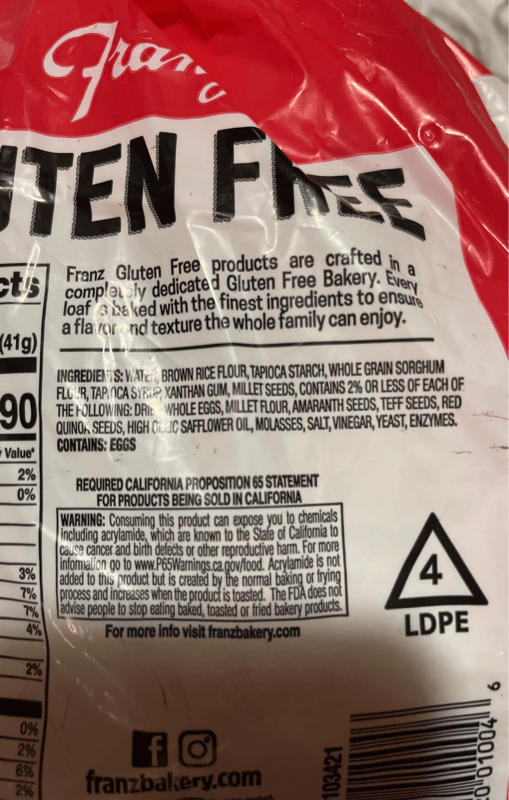 Franz
UTEN FREE
Franz Gluten Free products are crafted in a
completely dedicated Gluten Free Bakery. Every
loaf is baked with the finest ingredients to ensure
a flavor and texture the whole family can enjoy.
cts
(41g)
90
Value*
2%
0%
3%
7%
7%
4%
2%
0%
2%
6%
2%
INGREDIENTS: WATER, BROWN RICE FLOUR, TAPIOCA STARCH, WHOLE GRAIN SORGHUM
FLOUR, TAPIOCA SYRUP, XANTHAN GUM, MILLET SEEDS, CONTAINS 2% OR LESS OF EACH OF
THE FOLLOWING: DRIED WHOLE EGGS, MILLET FLOUR, AMARANTH SEEDS, TEFF SEEDS, RED
QUINOA SEEDS, HIGH OLEIC SAFFLOWER OIL, MOLASSES, SALT, VINEGAR, YEAST, ENZYMES.
CONTAINS: EGGS
REQUIRED CALIFORNIA PROPOSITION 65 STATEMENT
FOR PRODUCTS BEING SOLD IN CALIFORNIA
WARNING: Consuming this product can expose you to chemicals
including acrylamide, which are known to the State of California to
cause cancer and birth defects or other reproductive harm. For more
information go to www.P65Warnings.ca.gov/food. Acrylamide is not
added to this product but is created by the normal baking or frying
process and increases when the product is toasted. The FDA does not
advise people to stop eating baked, toasted or fried bakery products.
For more info visit franzbakery.com
4
LDPE
franzbakery.com
103421
0-01004 6